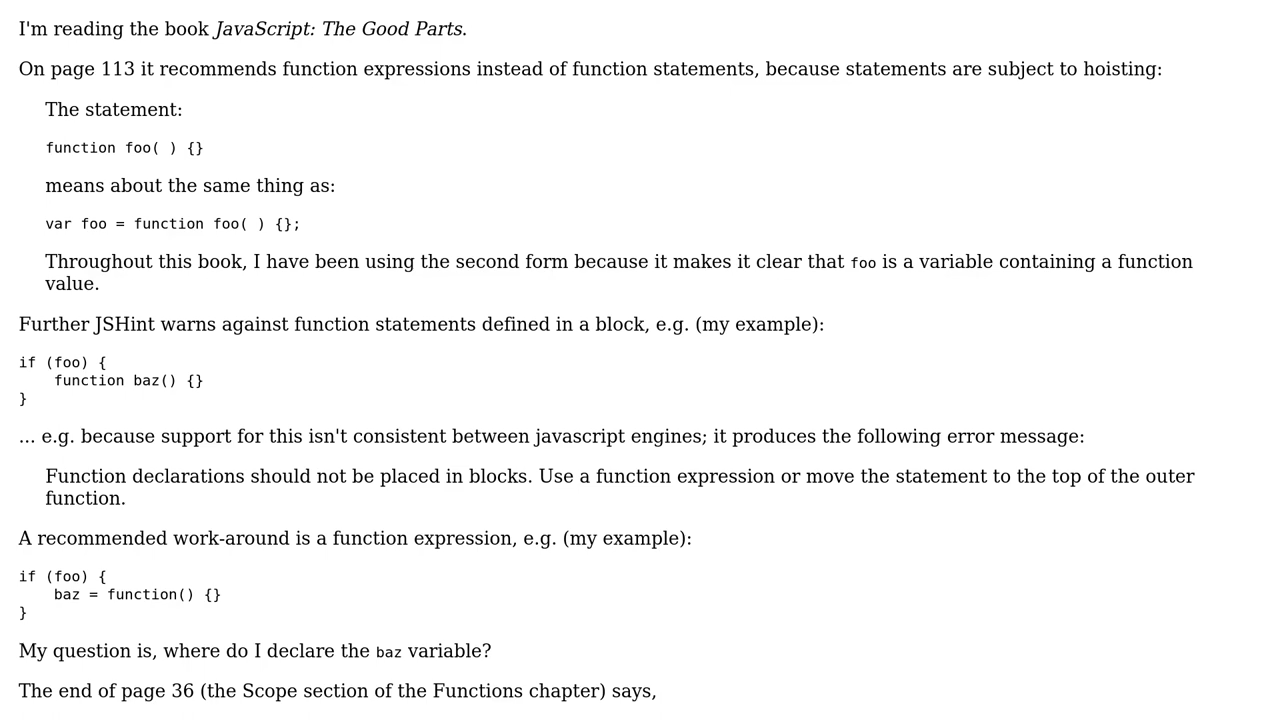 I'm reading the book JavaScript: The Good Parts.
On page 113 it recommends function expressions instead of function statements, because statements are subject to hoisting:
The statement:
function foo( ) {}
means about the same thing as:
var foo = function foo( ) {};
Throughout this book, I have been using the second form because it makes it clear that foo is a variable containing a function
value.
Further JSHint warns against function statements defined in a block, e.g. (my example):
if (foo) {
    function baz() {}
}
... e.g. because support for this isn't consistent between javascript engines; it produces the following error message:
Function declarations should not be placed in blocks. Use a function expression or move the statement to the top of the outer
function.
A recommended work-around is a function expression, e.g. (my example):
if (foo) {
    baz = function() {}
}
My question is, where do I declare the baz variable?
The end of page 36 (the Scope section of the Functions chapter) says,